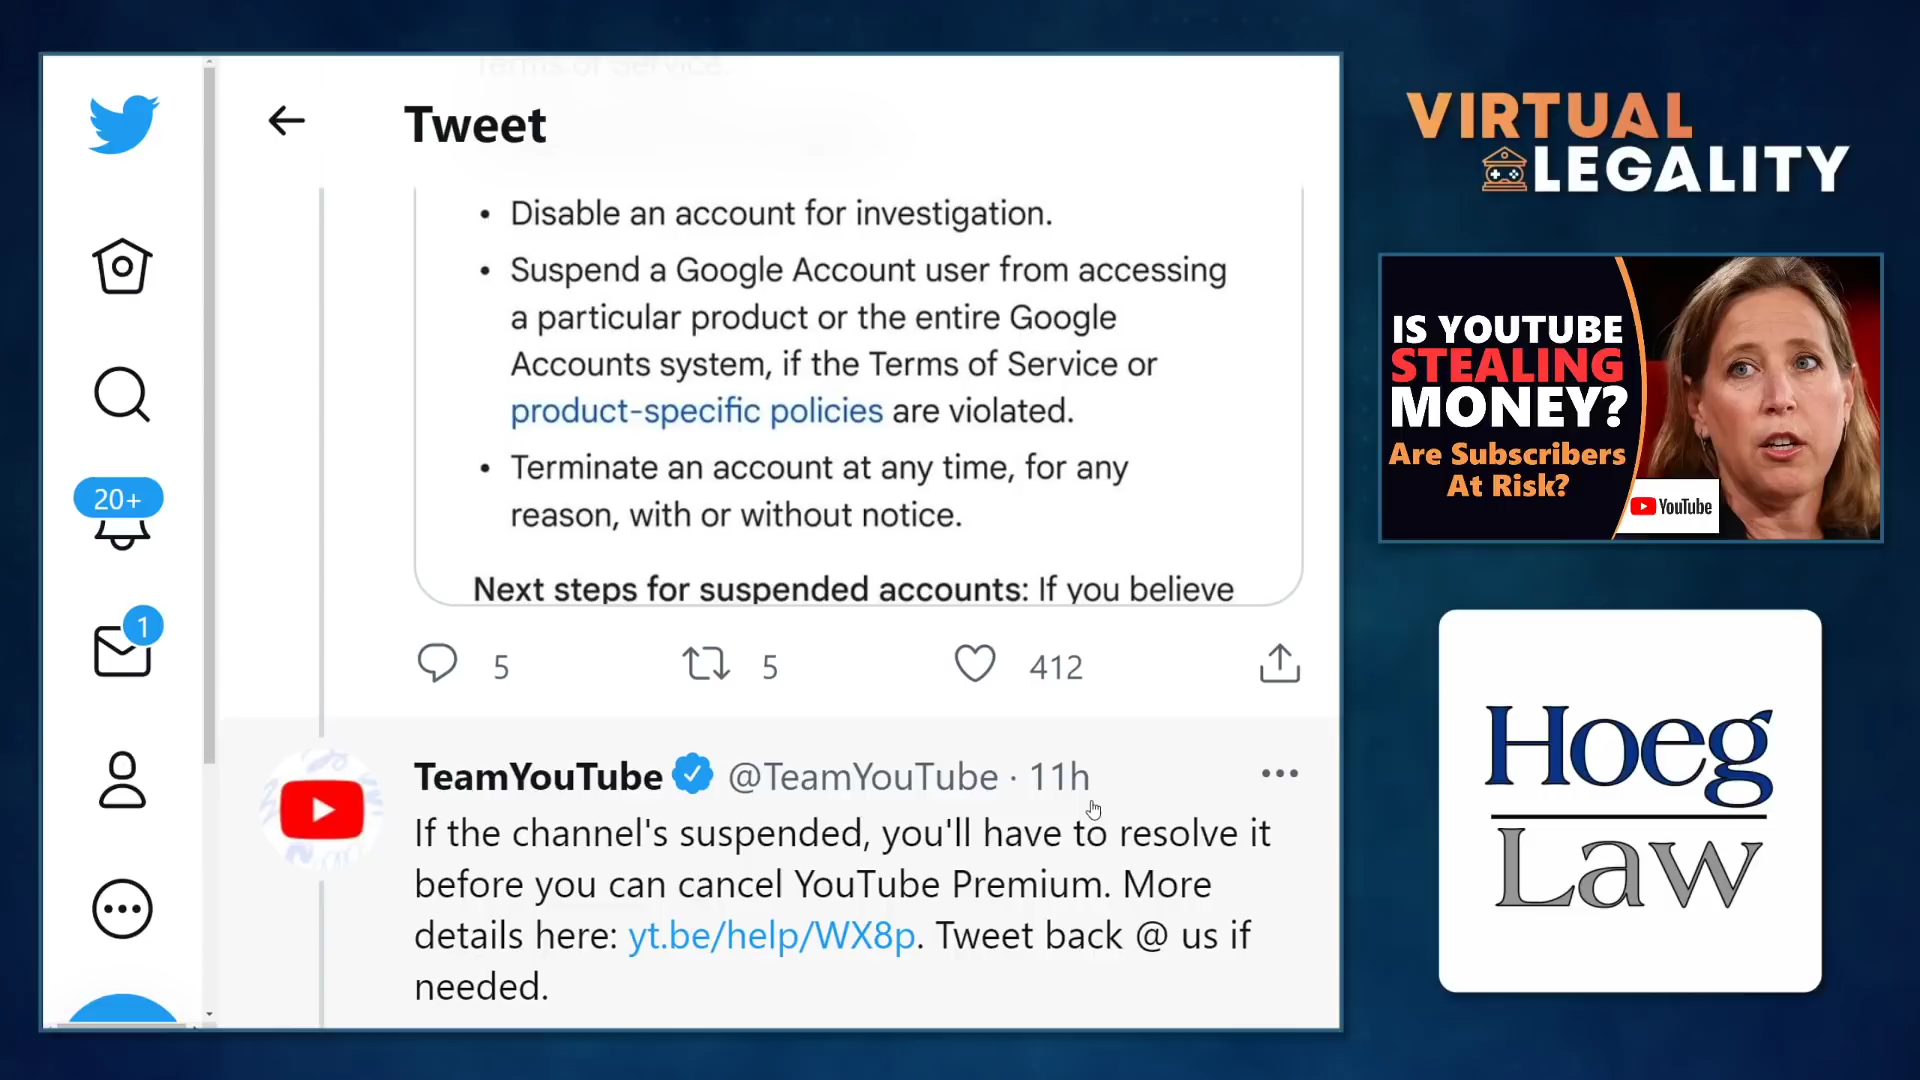 Terms of Service.
Tweet
• Disable an account for investigation.
• Suspend a Google Account user from accessing
a particular product or the entire Google
Accounts system, if the Terms of Service or
product-specific policies are violated.
• Terminate an account at any time, for any
reason, with or without notice.
Next steps for suspended accounts: If you believe
5
5
412
TeamYouTube @TeamYouTube · 11h
If the channel's suspended, you'll have to resolve it
before you can cancel YouTube Premium. More
details here: yt.be/help/WX8p. Tweet back @ us if
needed.
20+
1
VIRTUAL
LEGALITY
IS YOUTUBE
STEALING
MONEY?
Are Subscribers
At Risk?
YouTube
Hoeg
Law